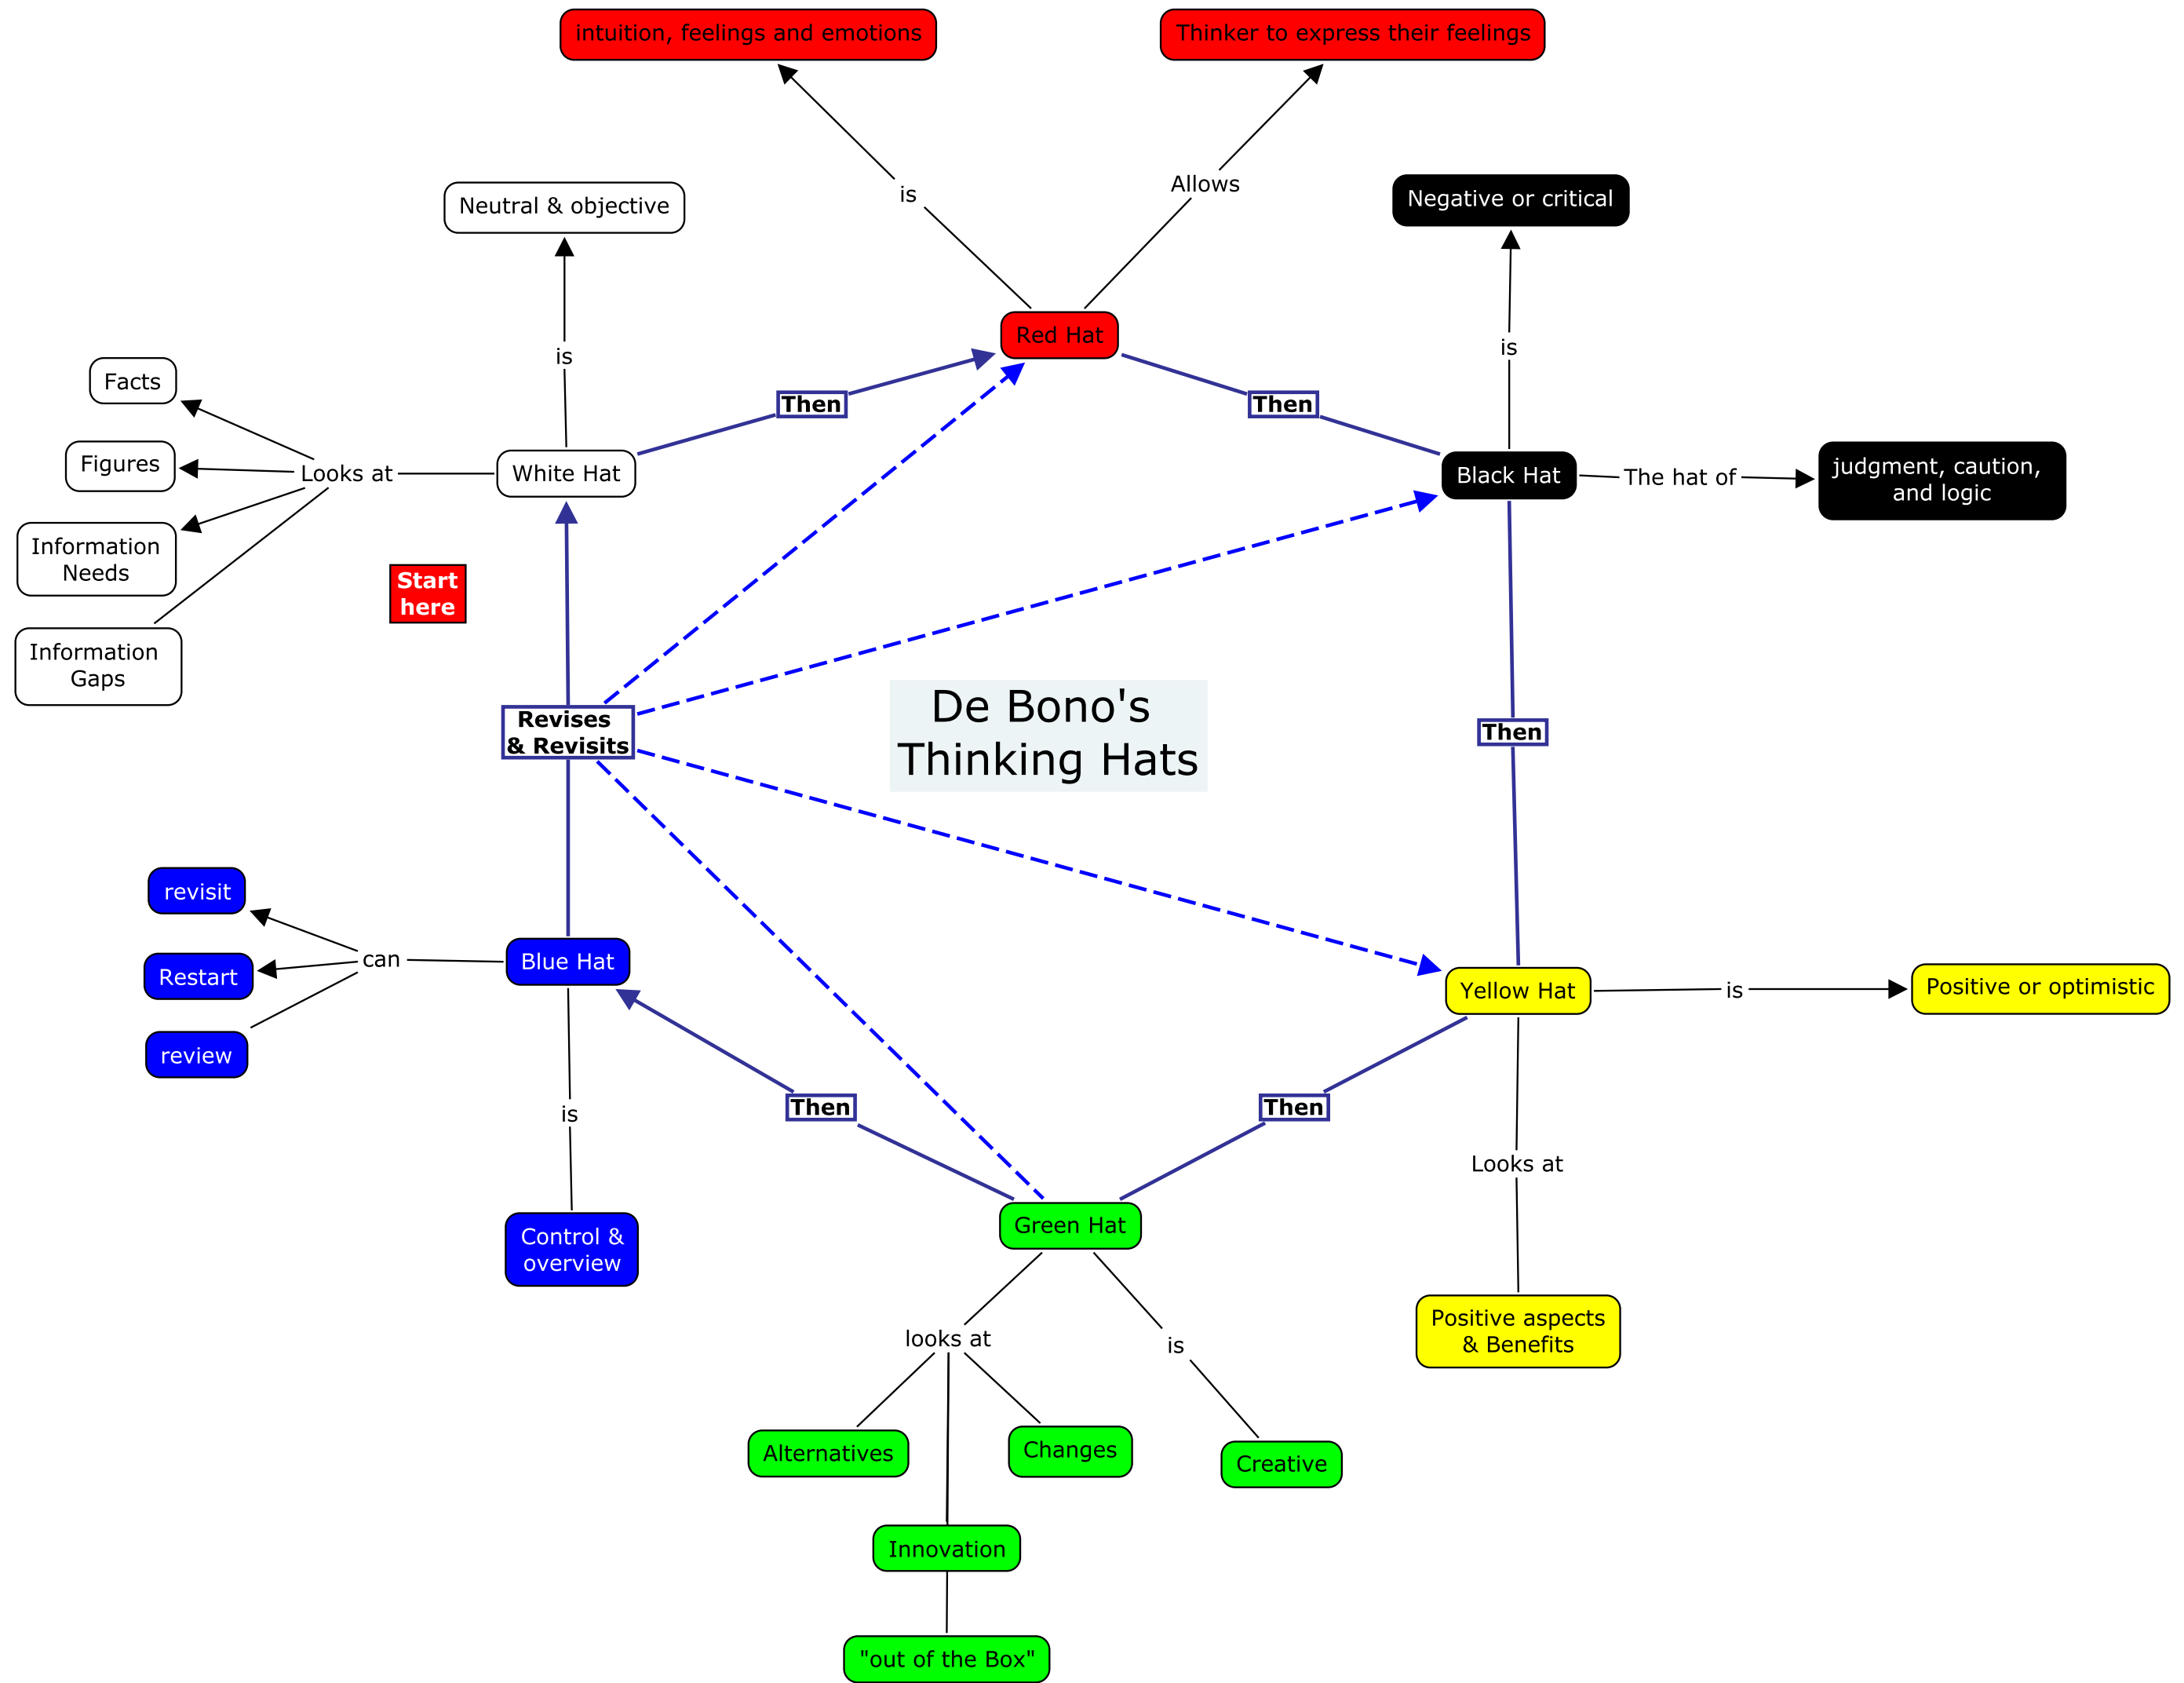 intuition, feelings and emotions
Thinker to express their feelings
is
Allows
Neutral & objective
Negative or critical
Red Hat
is
is
Facts
Then
Then
Figures
Looks at
White Hat
Black Hat
The hat of
judgment, caution,
and logic
Information
Needs
Start
here
Information
Gaps
Revises
& Revisits
De Bono's
Thinking Hats
Then
revisit
Restart
review
can
Blue Hat
Yellow Hat
is
Positive or optimistic
is
Then
Then
Looks at
Control &
overview
Green Hat
looks at
is
Positive aspects
& Benefits
Alternatives
Changes
Creative
Innovation
"out of the Box"